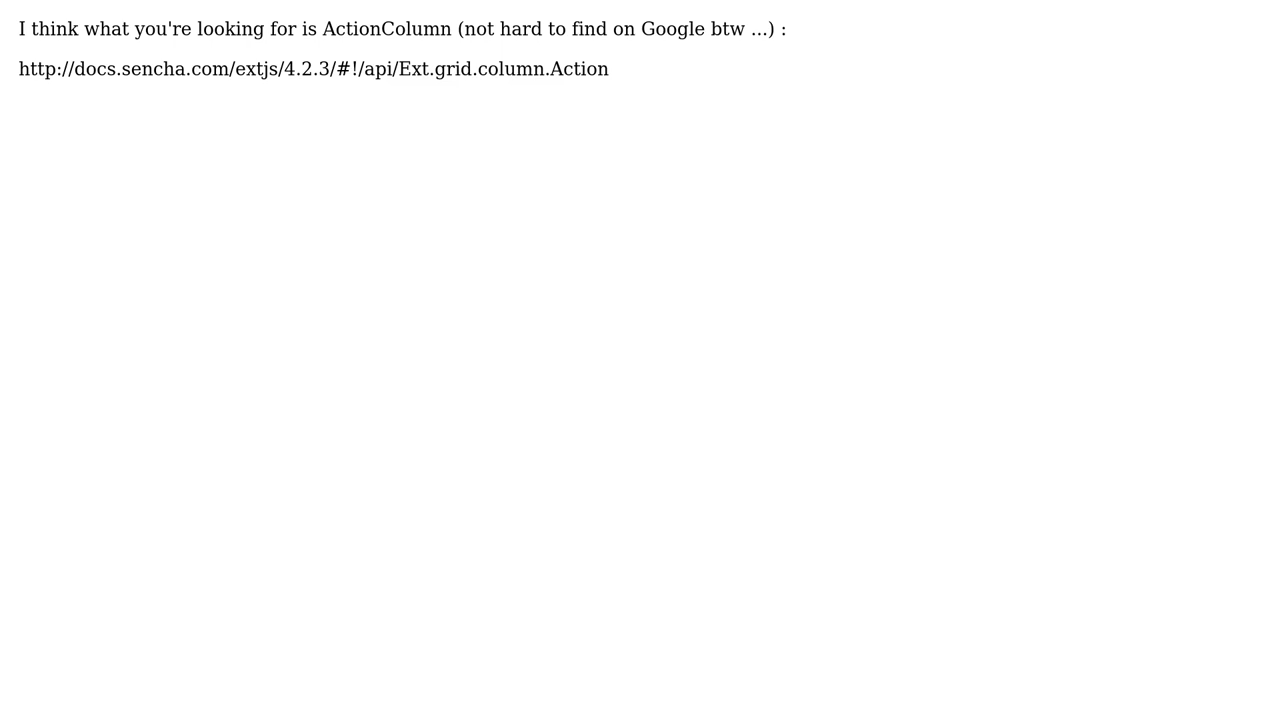 I think what you're looking for is ActionColumn (not hard to find on Google btw ...) :
http://docs.sencha.com/extjs/4.2.3/#!/api/Ext.grid.column.Action